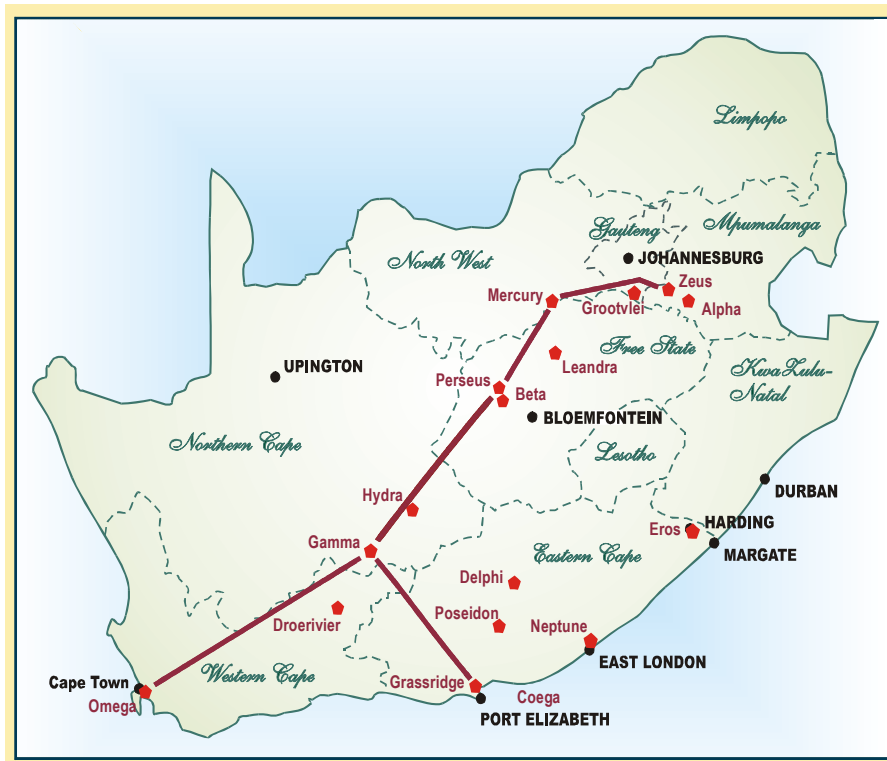 Limpopo
Mpumalanga
Gauteng
North West
JOHANNESBURG
Zeus
Mercury
Grootvlei
Alpha
Free State
Leandra
UPINGTON
Perseus
Beta
KwaZulu-
Natal
BLOEMFONTEIN
Northern Cape
Lesotho
DURBAN
Hydra
HARDING
Eros
Gamma
Eastern Cape
MARGATE
Delphi
Poseidon
Droerivier
Neptune
EAST LONDON
Western Cape
Cape Town
Grassridge
Omega
Coega
PORT ELIZABETH